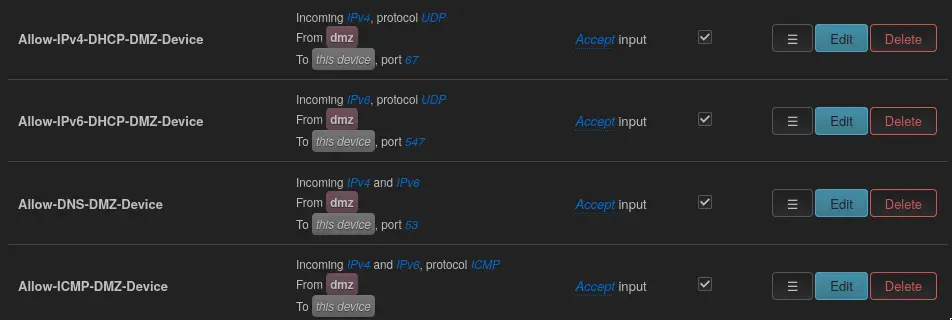 Incoming IPv4, protocol UDP
Allow-IPv4-DHCP-DMZ-Device From dmz Accept input ☰ Edit Delete
To this device, port 67
Incoming IPv6, protocol UDP
Allow-IPv6-DHCP-DMZ-Device From dmz Accept input ☰ Edit Delete
To this device, port 547
Incoming IPv4 and IPv6
Allow-DNS-DMZ-Device From dmz Accept input ☰ Edit Delete
To this device, port 53
Incoming IPv4 and IPv6, protocol ICMP
Allow-ICMP-DMZ-Device From dmz Accept input ☰ Edit Delete
To this device